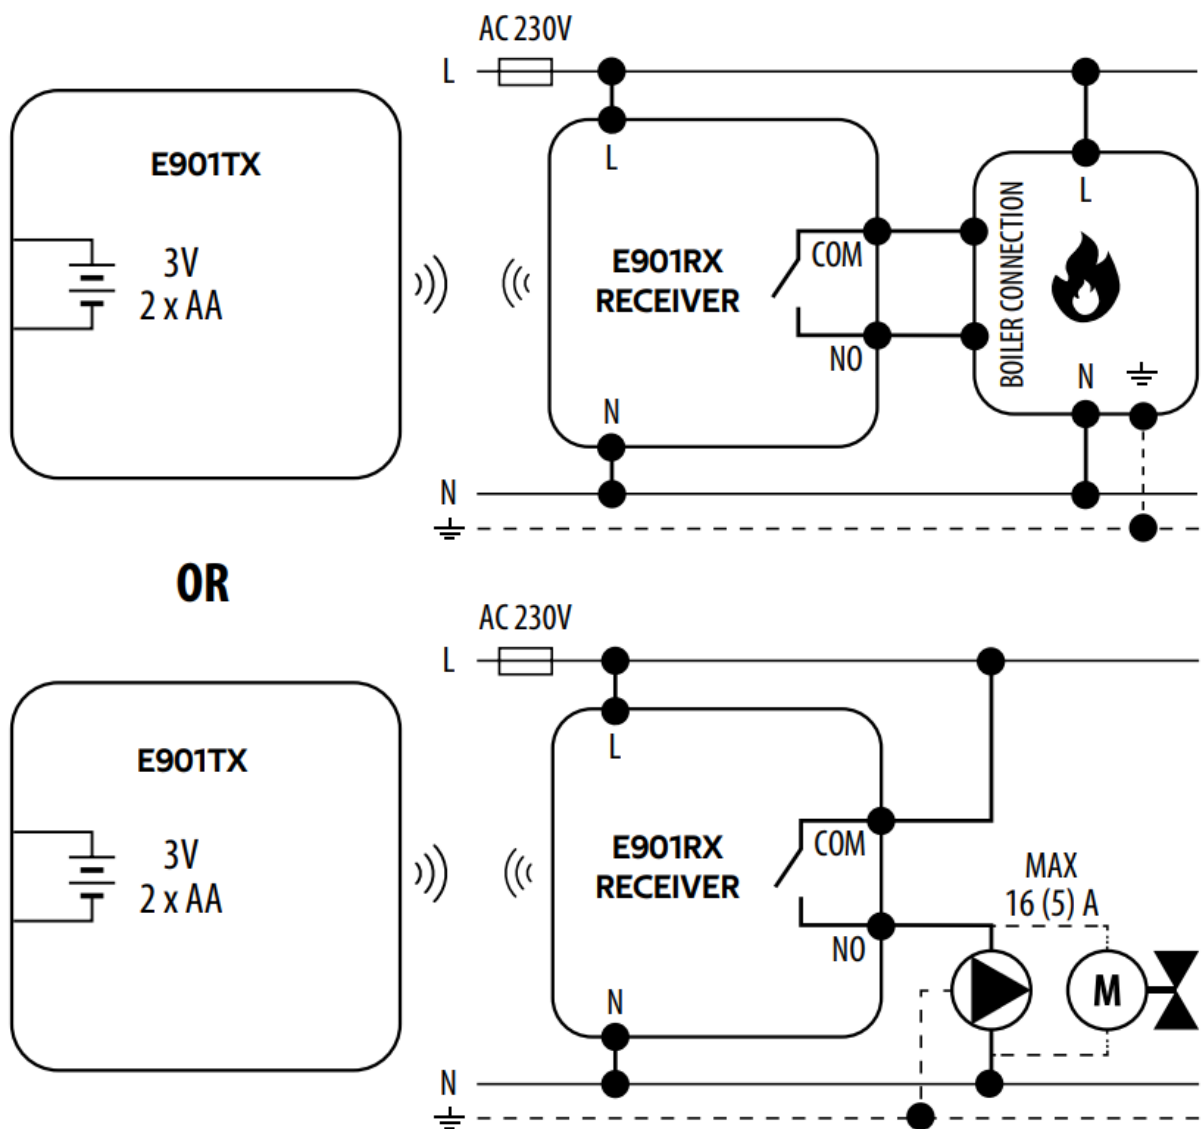 AC 230V
L
E901TX
3V
2 x AA
L
E901RX
RECEIVER
COM
NO
N
BOILER CONNECTION
L
N
N
OR
AC 230V
L
E901TX
3V
2 x AA
L
E901RX
RECEIVER
COM
NO
N
MAX
16 (5) A
M
N